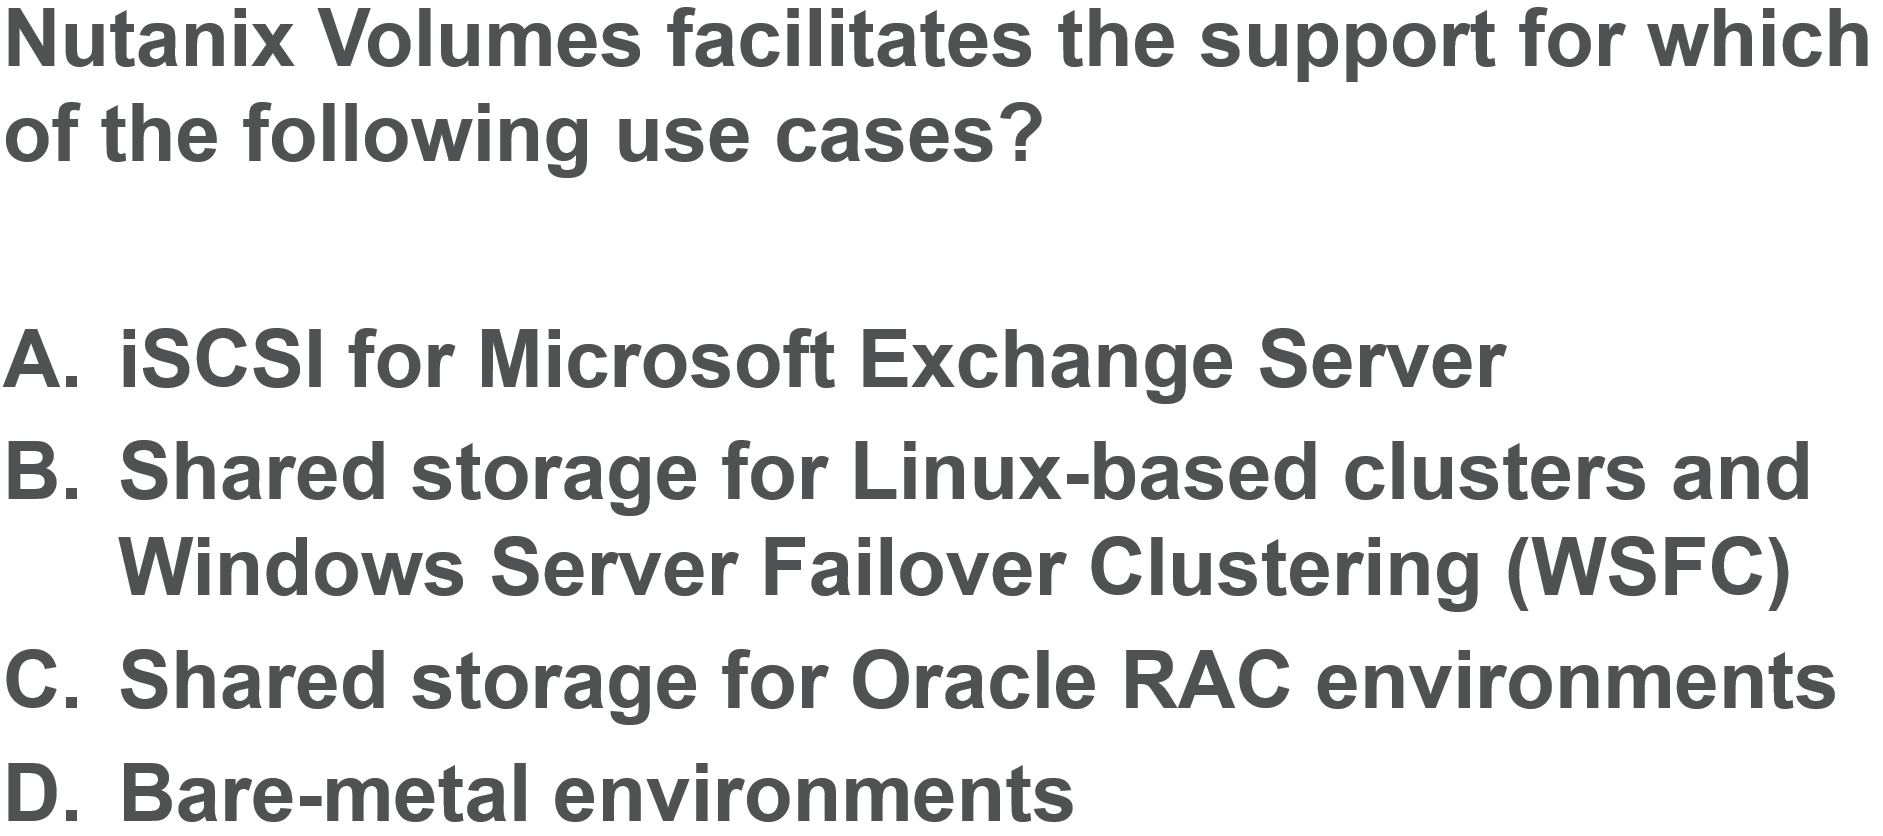 Nutanix Volumes facilitates the support for which
of the following use cases?
A. iSCSI for Microsoft Exchange Server
B. Shared storage for Linux-based clusters and
Windows Server Failover Clustering (WSFC)
C. Shared storage for Oracle RAC environments
D. Bare-metal environments